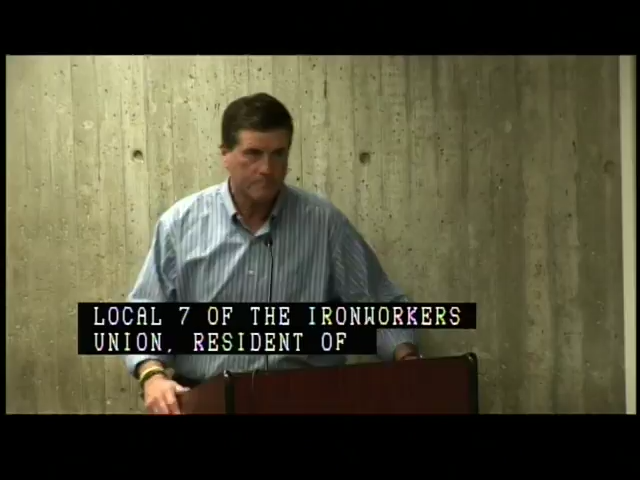 LOCAL 7 OF THE IRONWORKERS
UNION, RESIDENT OF